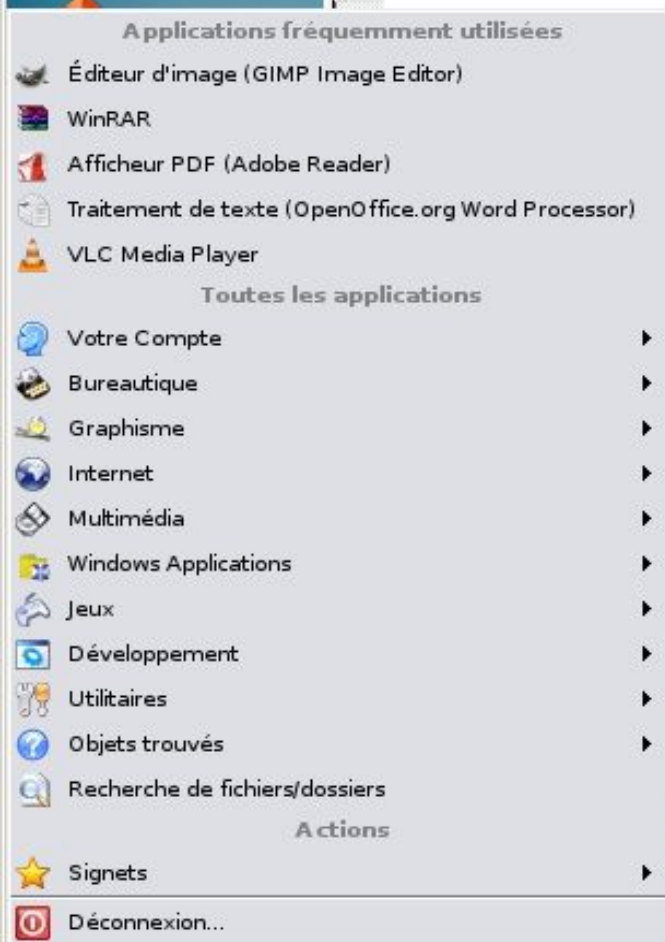 Applications fréquemment utilisées
Éditeur d'image (GIMP Image Editor)
WinRAR
Afficheur PDF (Adobe Reader)
Traitement de texte (OpenOffice.org Word Processor)
VLC Media Player
Toutes les applications
Votre Compte
Bureautique
Graphisme
Internet
Multimédia
Windows Applications
Jeux
Développement
Utilitaires
Objets trouvés
Recherche de fichiers/dossiers
Actions
Signets
Déconnexion...